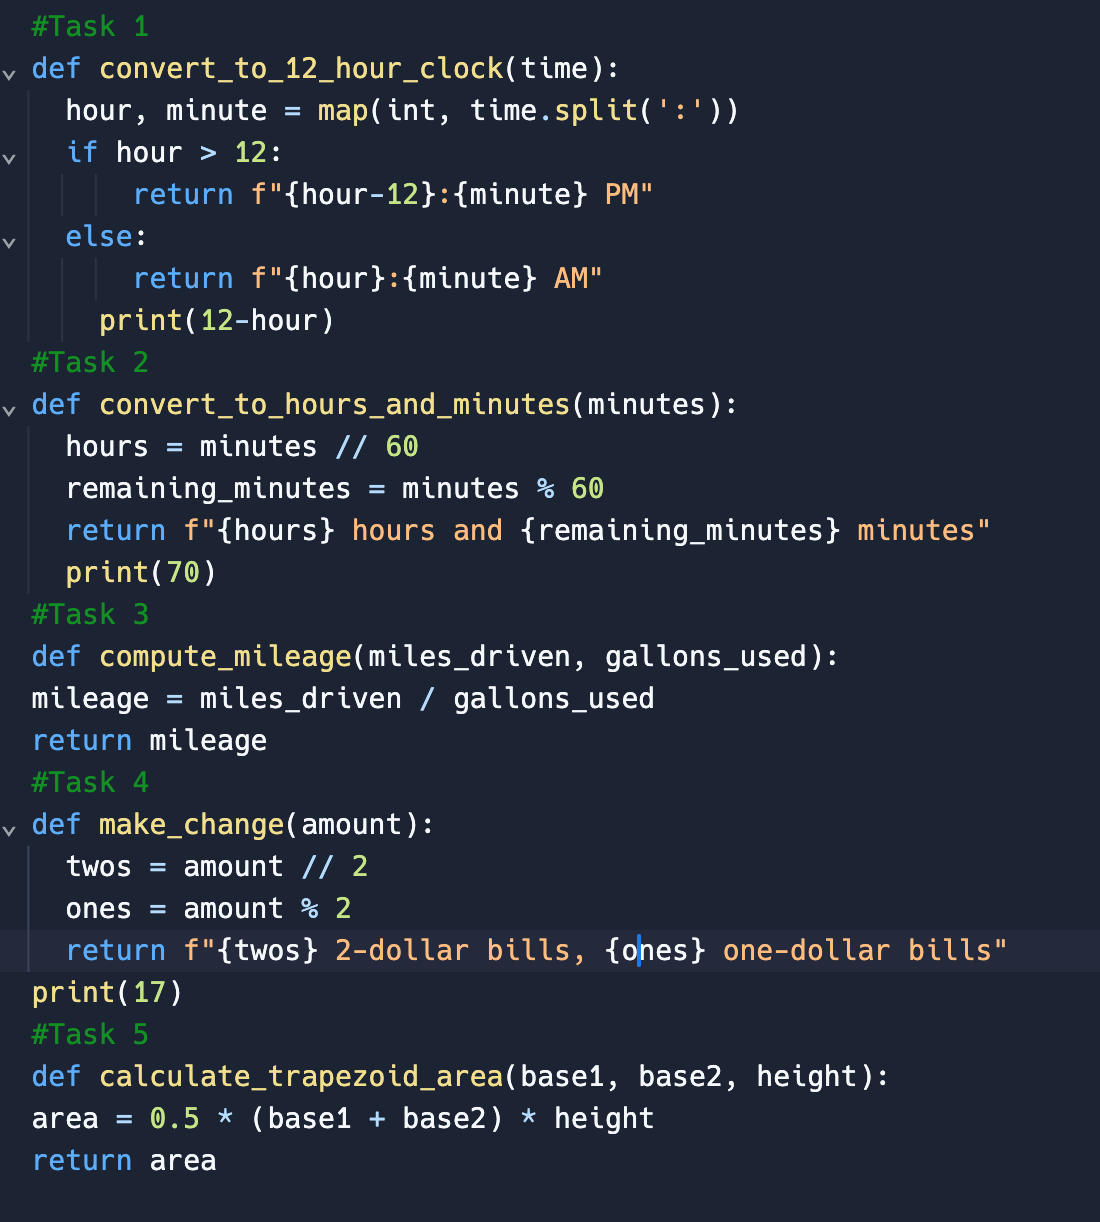 #Task 1
def convert_to_12_hour_clock(time):
  hour, minute = map(int, time.split(':'))
  if hour > 12:
      return f"{hour-12}:{minute} PM"
  else:
      return f"{hour}:{minute} AM"
    print(12-hour)
#Task 2
def convert_to_hours_and_minutes(minutes):
  hours = minutes // 60
  remaining_minutes = minutes % 60
  return f"{hours} hours and {remaining_minutes} minutes"
  print(70)
#Task 3
def compute_mileage(miles_driven, gallons_used):
mileage = miles_driven / gallons_used
return mileage
#Task 4
def make_change(amount):
  twos = amount // 2
  ones = amount % 2
  return f"{twos} 2-dollar bills, {ones} one-dollar bills"
print(17)
#Task 5
def calculate_trapezoid_area(base1, base2, height):
area = 0.5 * (base1 + base2) * height
return area